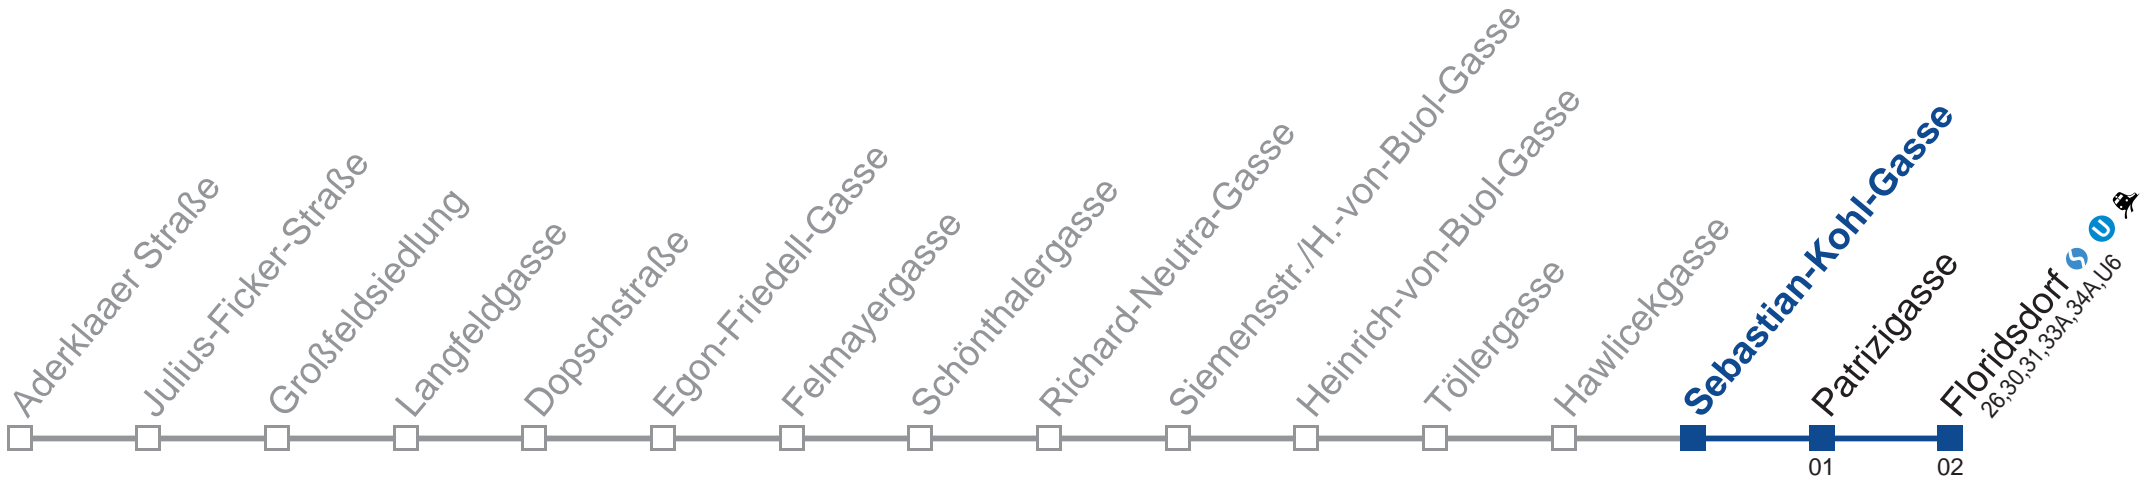 Aderklaaer Straße
Julius-Ficker-Straße
Großfeldsiedlung
Langfeldgasse
Dopschstraße
Egon-Friedell-Gasse
Felmayergasse
Schönthalergasse
Richard-Neutra-Gasse
Siemensstr./H.-von-Buol-Gasse
Heinrich-von-Buol-Gasse
Töllergasse
Hawlicekgasse
Sebastian-Kohl-Gasse
Patrizigasse
Floridsdorf S U
26,30,31,33A,34A,U6
01
02